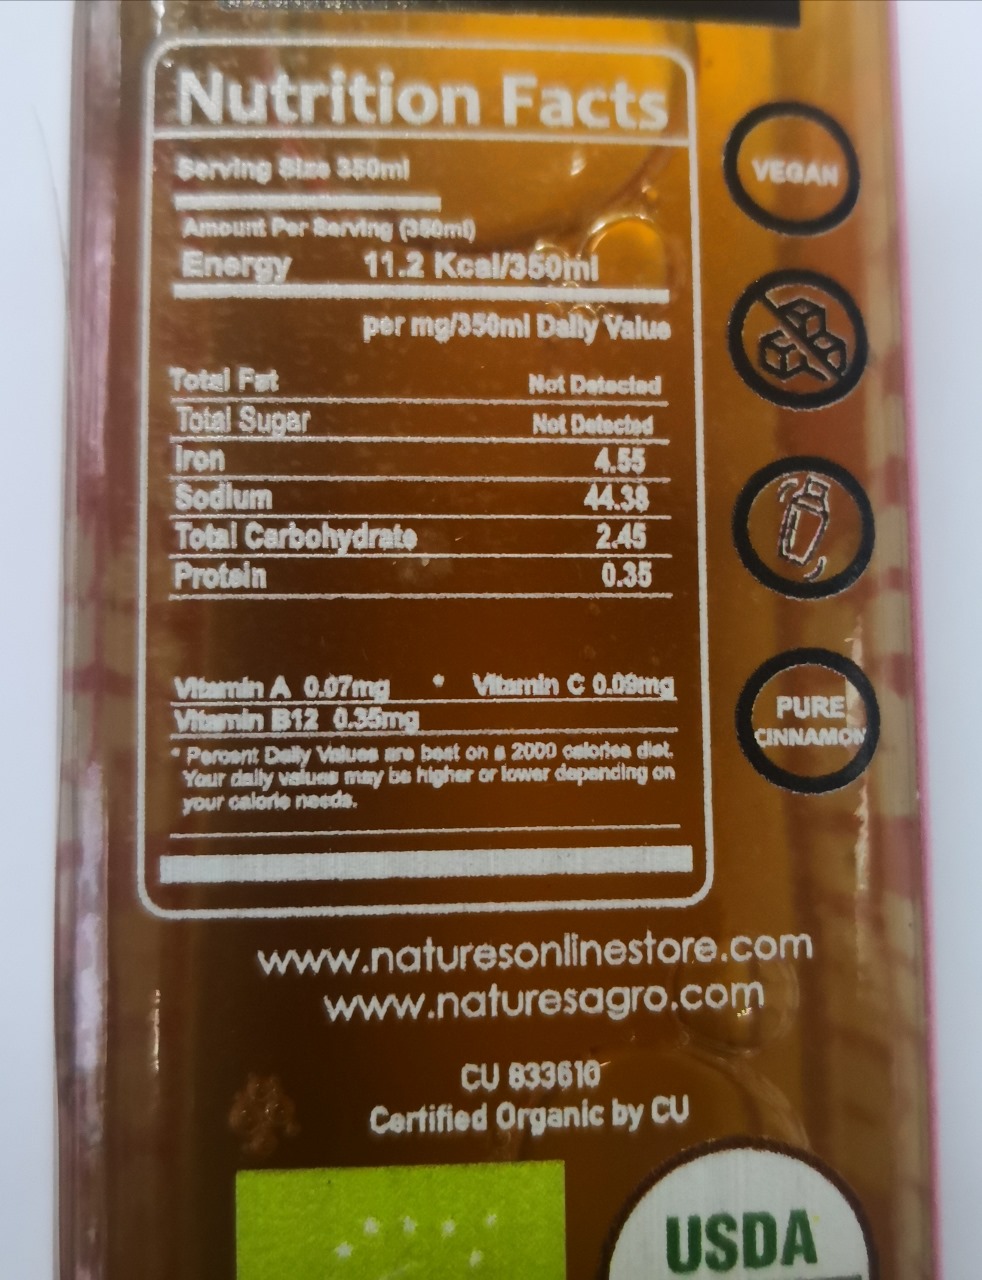 Nutrition Facts
Serving Size 350ml
Amount Per Serving (350ml)
Energy 11.2 Kcal/350ml
per mg/350ml Daily Value
Total Fat Not Detected
Total Sugar Not Detected
Iron 4.55
Sodium 44.38
Total Carbohydrate 2.45
Protein 0.35
Vitamin A 0.07mg * Vitamin C 0.09mg
Vitamin B12 0.35mg
* Percent Daily Values are best on a 2000 calories diet.
Your daily values may be higher or lower depending on
your calorie needs.
VEGAN
PURE
CINNAMON
www.naturesonlinestore.com
www.naturesagro.com
CU 833610
Certified Organic by CU
USDA